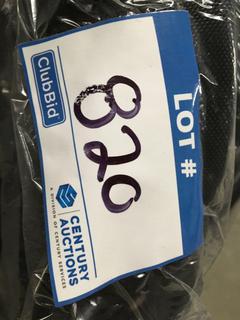 LOT #
820
ClubBid
CENTURY
AUCTIONS
A DIVISION OF CENTURY SERVICES